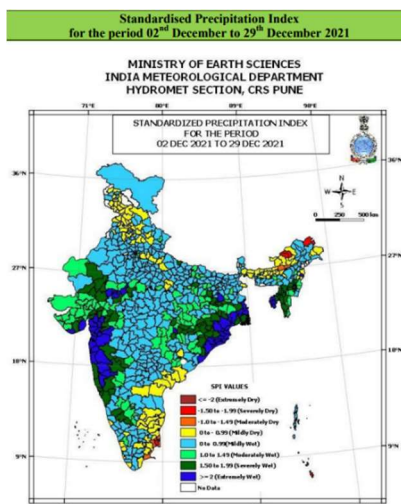 Standardised Precipitation Index
for the period 02nd December to 29th December 2021
MINISTRY OF EARTH SCIENCES
INDIA METEOROLOGICAL DEPARTMENT
HYDROMET SECTION, CRS PUNE
71°E
80°E
89°E
98°E
STANDARDIZED PRECIPITATION INDEX
FOR THE PERIOD
02 DEC 2021 TO 29 DEC 2021
N
W
E
S
0 250 500 km
36°N
36°N
27°N
27°N
18°N
18°N
9°N
9°N
SPI VALUES
<= -2 (Extremely Dry)
-1.50 to -1.99 (Severely Dry)
-1.0 to -1.49 (Moderately Dry)
0 to -0.99 (Mildly Dry)
0 to 0.99 (Mildly Wet)
1.0 to 1.49 (Moderately Wet)
1.50 to 1.99 (Severely Wet)
>= 2 (Extremely Wet)
No Data